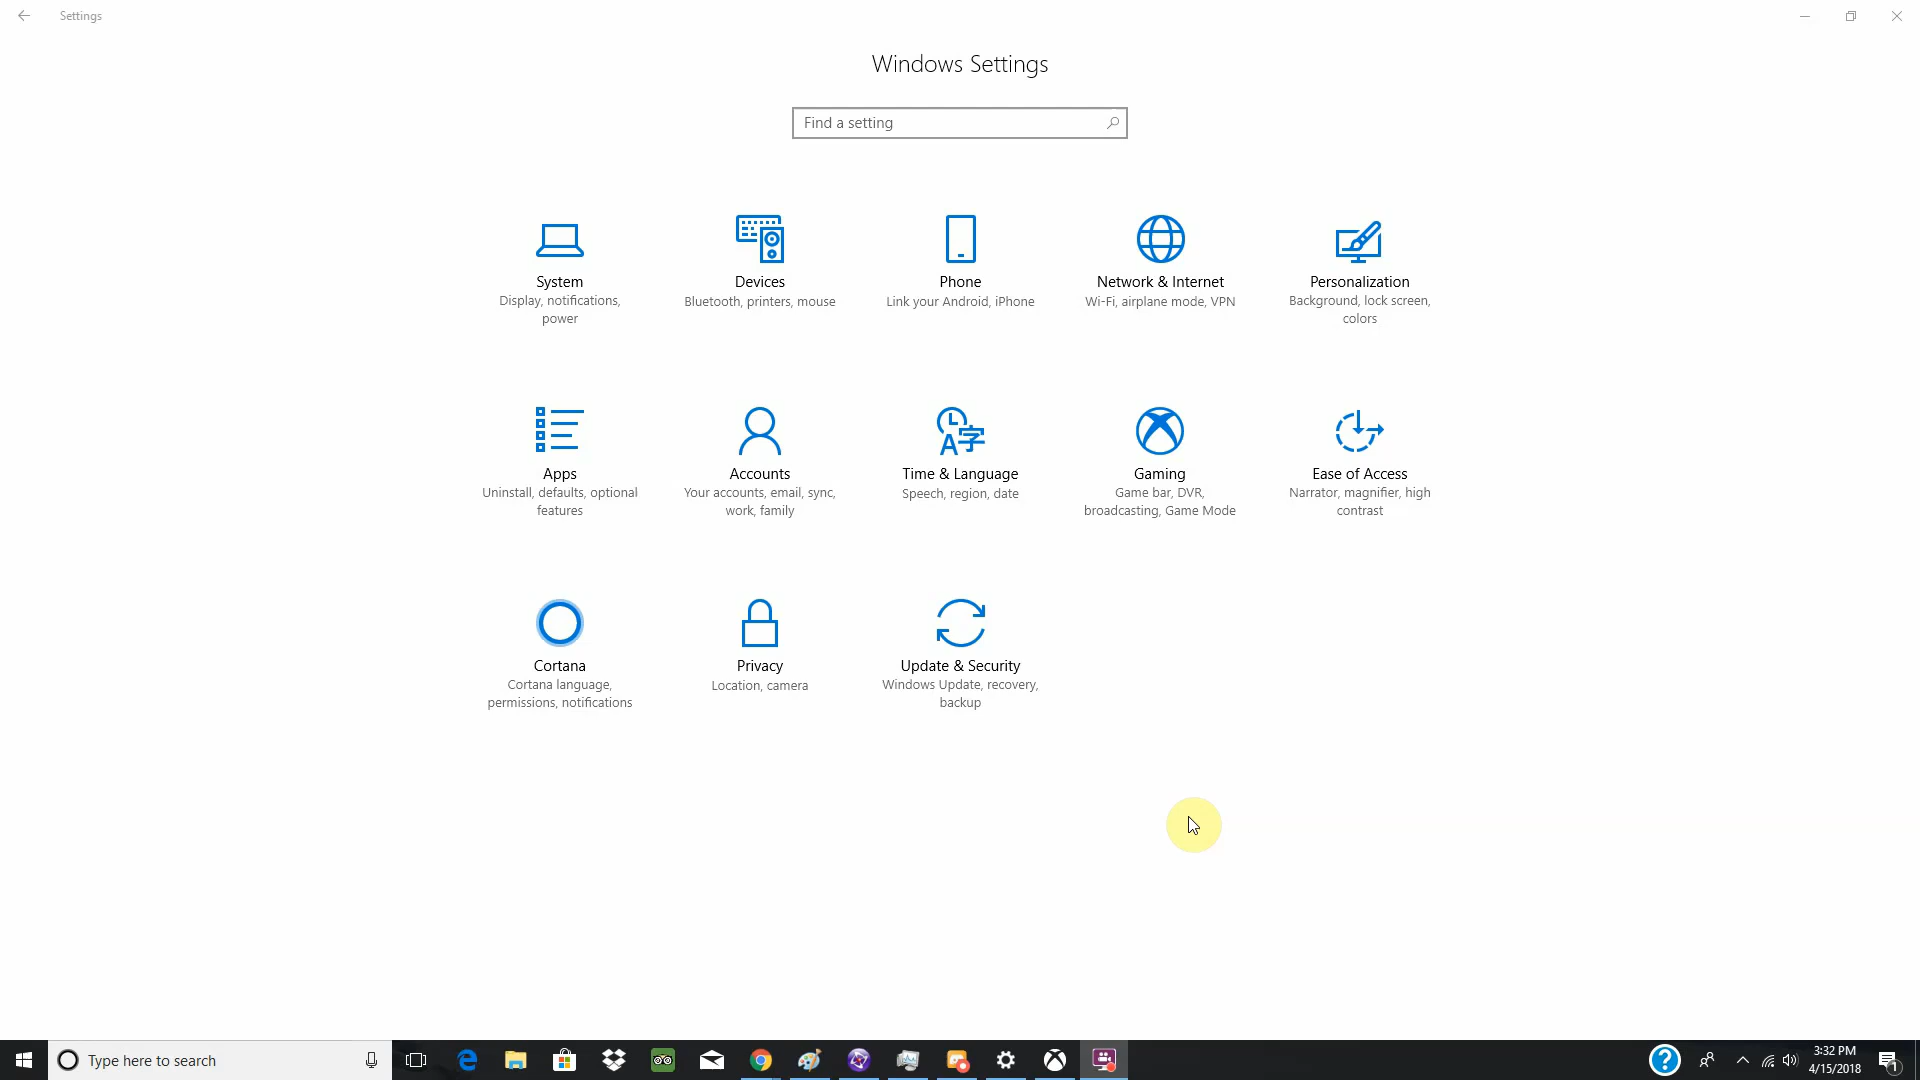 Settings
Windows Settings
Find a setting
System
Display, notifications,
power
Devices
Bluetooth, printers, mouse
Phone
Link your Android, iPhone
Network & Internet
Wi-Fi, airplane mode, VPN
Personalization
Background, lock screen,
colors
Apps
Uninstall, defaults, optional
features
Accounts
Your accounts, email, sync,
work, family
Time & Language
Speech, region, date
Gaming
Game bar, DVR,
broadcasting, Game Mode
Ease of Access
Narrator, magnifier, high
contrast
Cortana
Cortana language,
permissions, notifications
Privacy
Location, camera
Update & Security
Windows Update, recovery,
backup
Type here to search
3:32 PM
4/15/2018
1